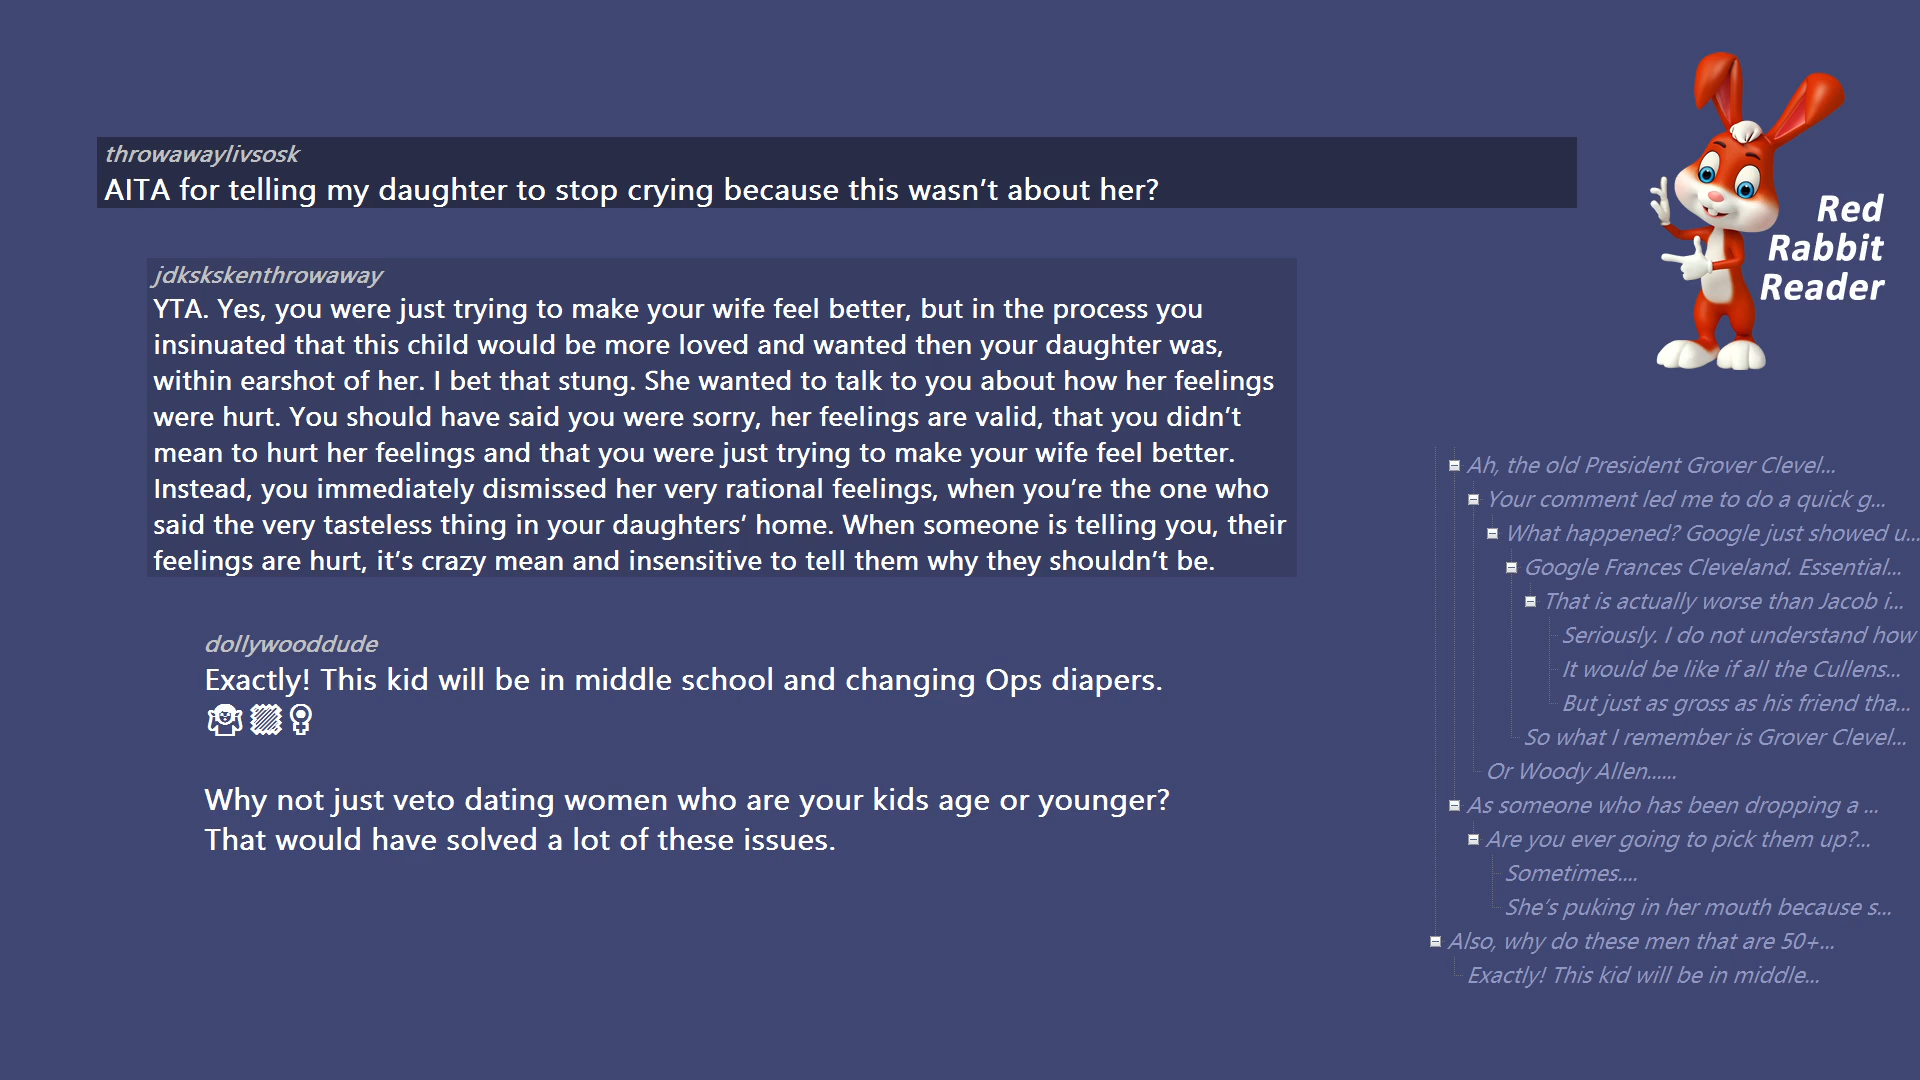 throwawaylivsosk
AITA for telling my daughter to stop crying because this wasn’t about her?
jdkskskenthrowaway
YTA. Yes, you were just trying to make your wife feel better, but in the process you
insinuated that this child would be more loved and wanted then your daughter was,
within earshot of her. I bet that stung. She wanted to talk to you about how her feelings
were hurt. You should have said you were sorry, her feelings are valid, that you didn’t
mean to hurt her feelings and that you were just trying to make your wife feel better.
Instead, you immediately dismissed her very rational feelings, when you’re the one who
said the very tasteless thing in your daughters’ home. When someone is telling you, their
feelings are hurt, it’s crazy mean and insensitive to tell them why they shouldn’t be.
dollywooddude
Exactly! This kid will be in middle school and changing Ops diapers.
Why not just veto dating women who are your kids age or younger?
That would have solved a lot of these issues.
Red
Rabbit
Reader
Ah, the old President Grover Clevel...
Your comment led me to do a quick g...
What happened? Google just showed u...
Google Frances Cleveland. Essential...
That is actually worse than Jacob i...
Seriously. I do not understand how
It would be like if all the Cullens...
But just as gross as his friend tha...
So what I remember is Grover Clevel...
Or Woody Allen......
As someone who has been dropping a ...
Are you ever going to pick them up?...
Sometimes....
She’s puking in her mouth because s...
Also, why do these men that are 50+...
Exactly! This kid will be in middle...